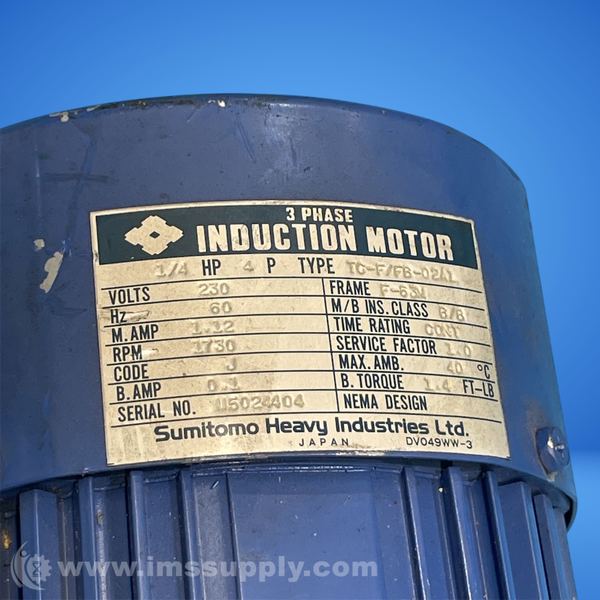 3 PHASE
INDUCTION MOTOR
1/4 HP 4 P TYPE TC-F/FB-02A1
VOLTS 230 FRAME F-63M
Hz 60 M/B INS. CLASS B/B
M. AMP 1.12 TIME RATING CONT
RPM 1730 SERVICE FACTOR 1.0
CODE J MAX. AMB. 40 °C
B. AMP 0.1 B. TORQUE 1.4 FT-LB
SERIAL NO. U5024404 NEMA DESIGN
Sumitomo Heavy Industries Ltd.
JAPAN DV049WW-3
www.imssupply.com